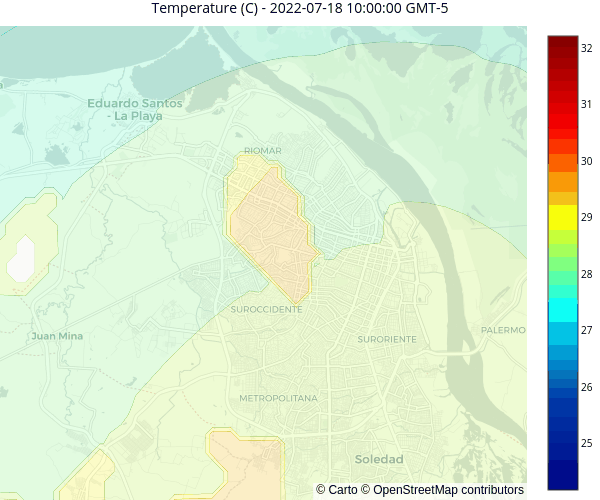 Temperature (C) - 2022-07-18 10:00:00 GMT-5
32
31
30
29
28
27
26
25
Eduardo Santos
- La Playa
RIOMAR
SUROCCIDENTE
Juan Mina
SURORIENTE
PALERMO
METROPOLITANA
Soledad
© Carto © OpenStreetMap contributors